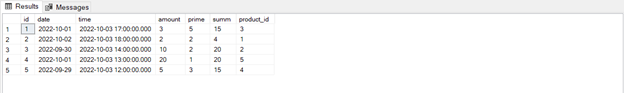 Results Messages
id date time amount prime summ product_id
1 1 2022-10-01 2022-10-03 17:00:00.000 3 5 15 3
2 2 2022-10-02 2022-10-03 18:00:00.000 2 2 4 1
3 3 2022-09-30 2022-10-03 14:00:00.000 10 2 20 2
4 4 2022-10-01 2022-10-03 13:00:00.000 20 1 20 5
5 5 2022-09-29 2022-10-03 12:00:00.000 5 3 15 4